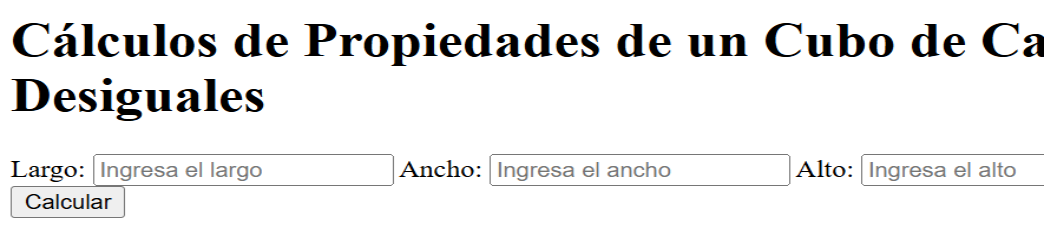 Cálculos de Propiedades de un Cubo de Ca
Desiguales
Largo: Ingresa el largo Ancho: Ingresa el ancho Alto: Ingresa el alto
Calcular